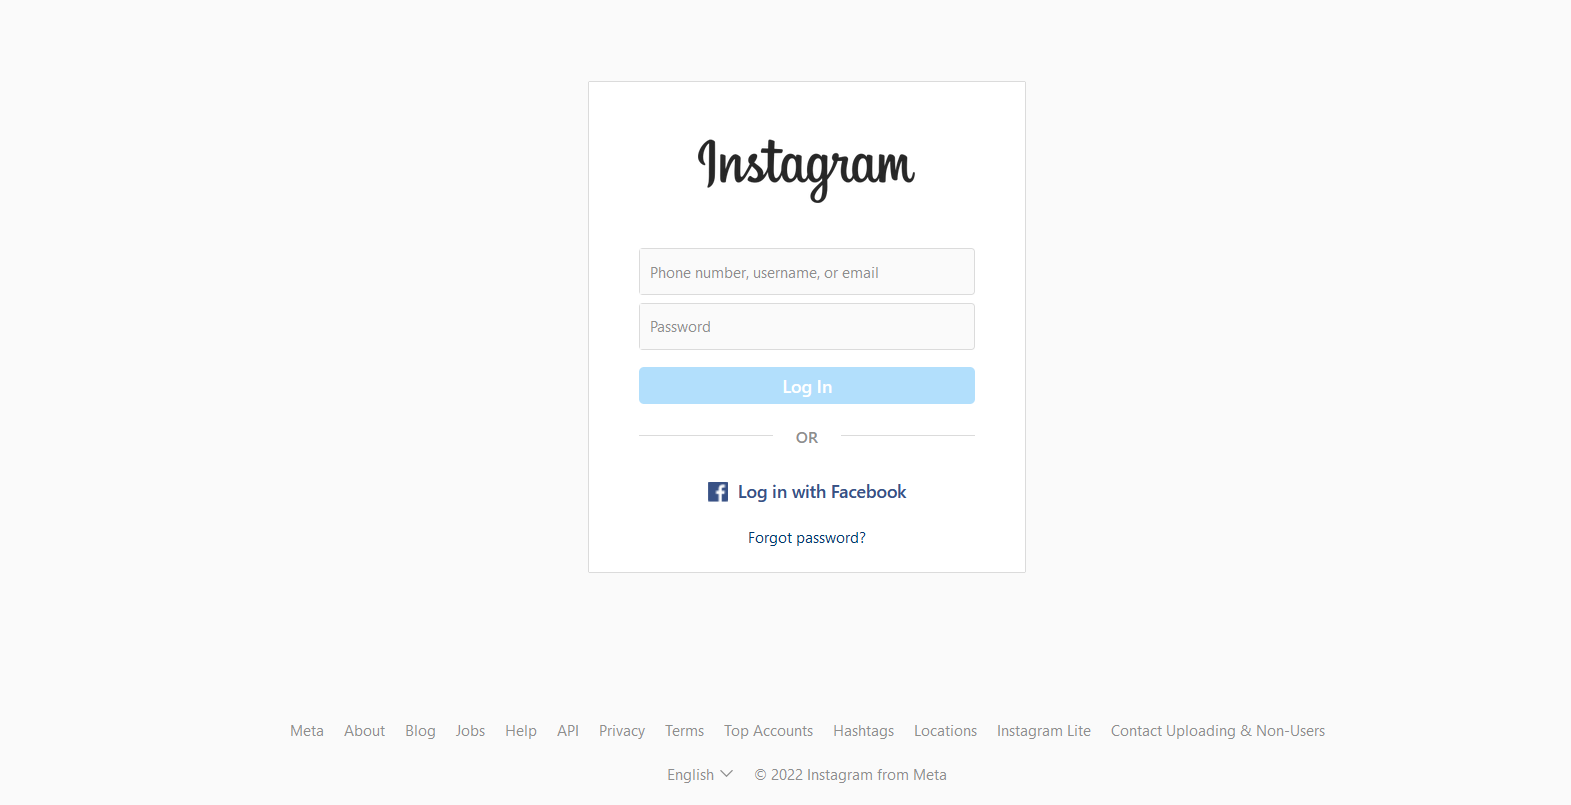 Instagram
Phone number, username, or email
Password
Log In
OR
Log in with Facebook
Forgot password?
Meta About Blog Jobs Help API Privacy Terms Top Accounts Hashtags Locations Instagram Lite Contact Uploading & Non-Users
English © 2022 Instagram from Meta